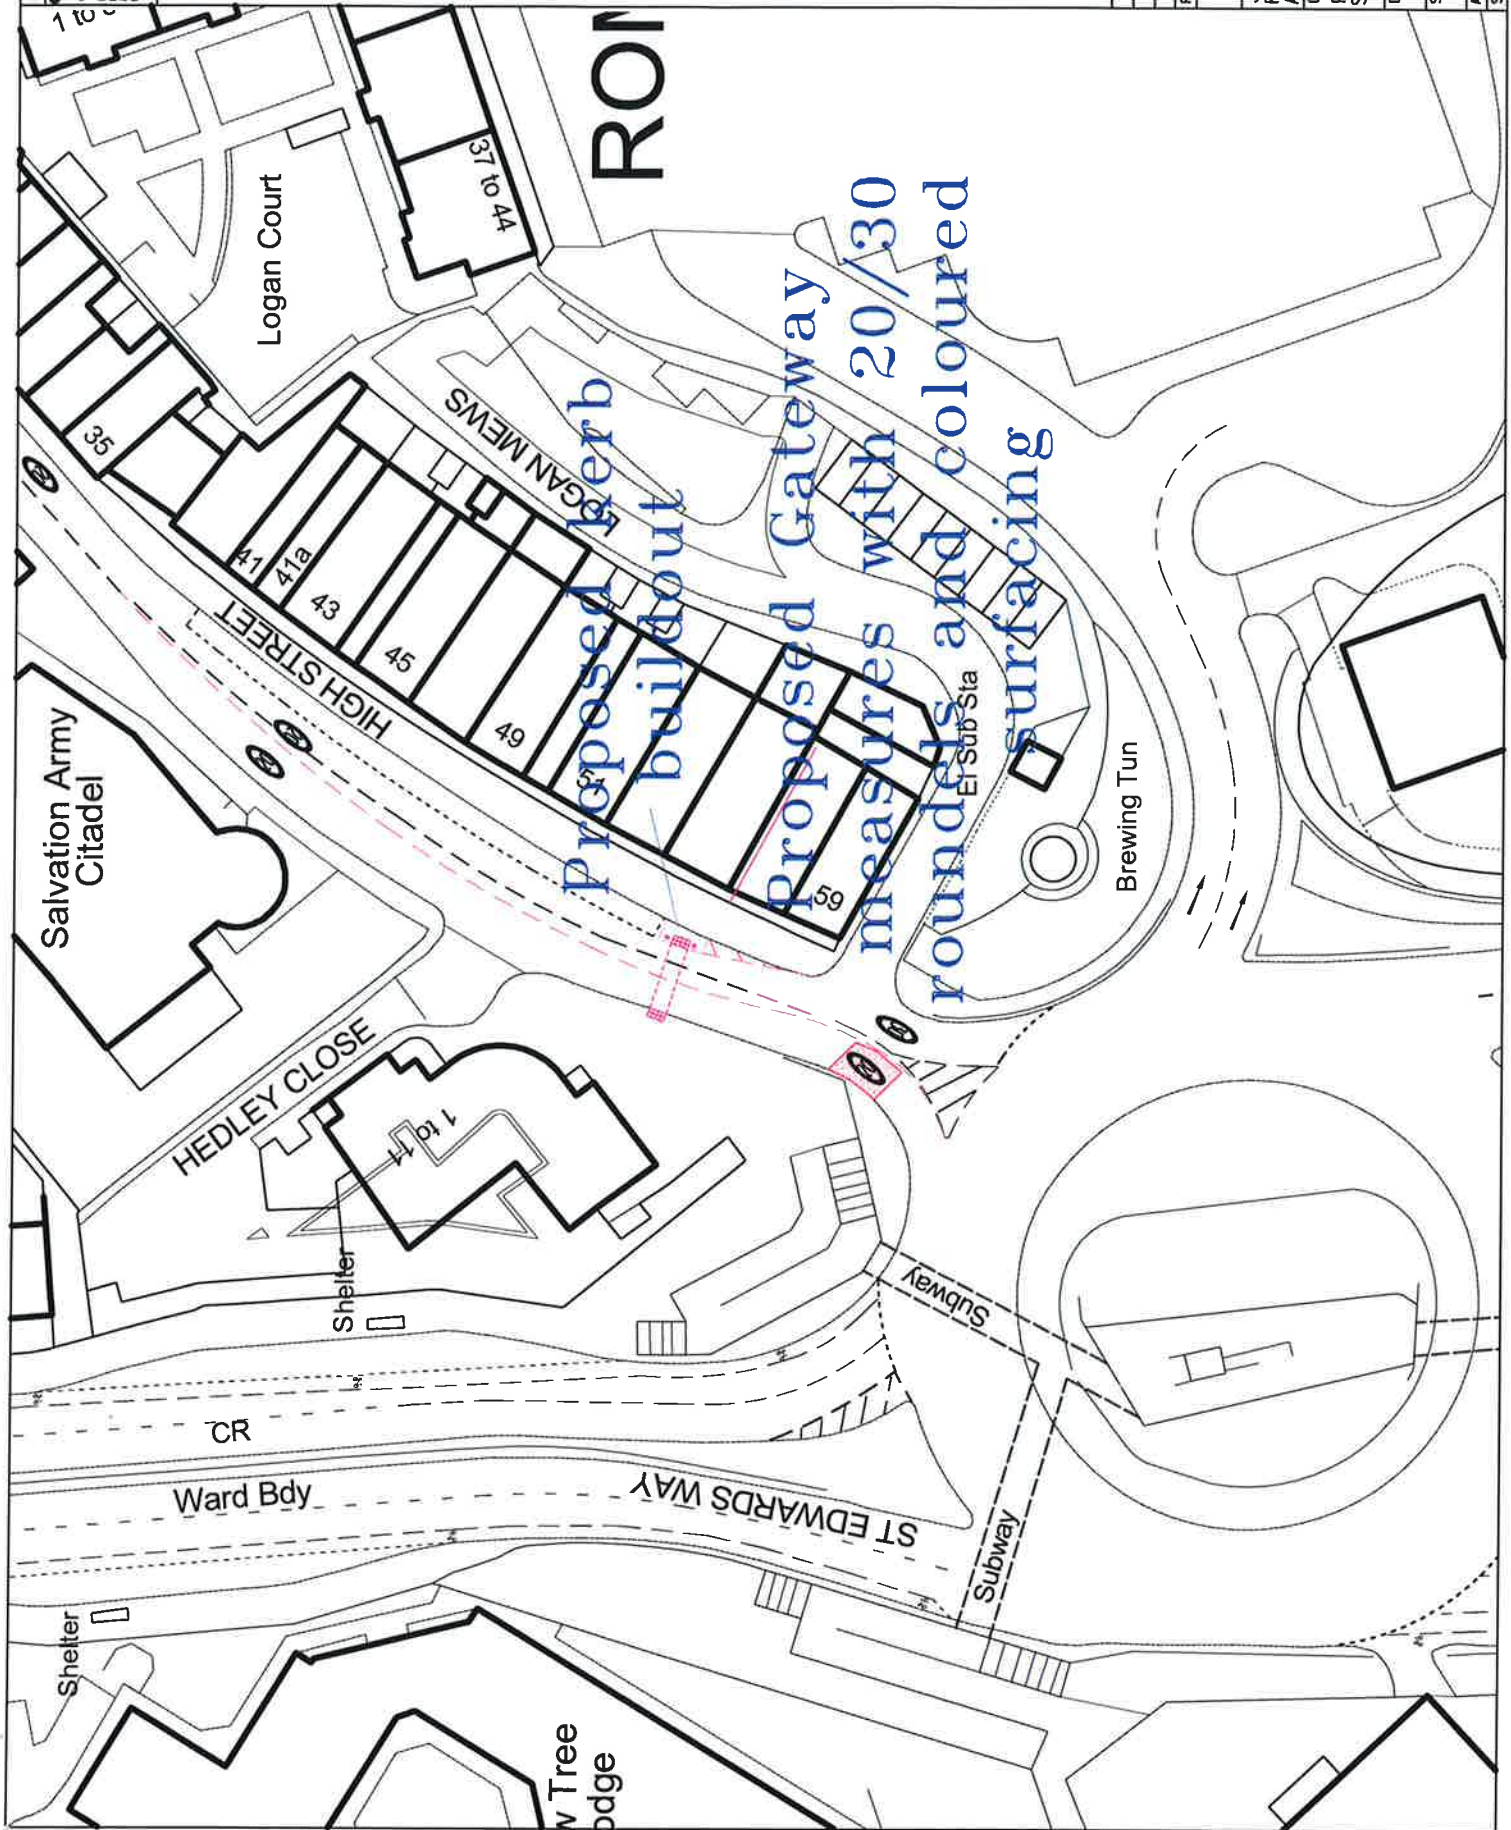 1 to
37 to 44
Logan Court
RO
LOGAN MEWS
35
41
41a
43
45
49
51
59
HIGH STREET
Salvation Army
Citadel
HEDLEY CLOSE
1 to 11
Proposed kerb
buildout
Proposed Gateway
measures with 20/30
roundels and coloured
surfacing
El Sub Sta
Brewing Tun
Shelter
CR
Ward Bdy
ST EDWARDS WAY
Subway
Subway
Shelter
Tree